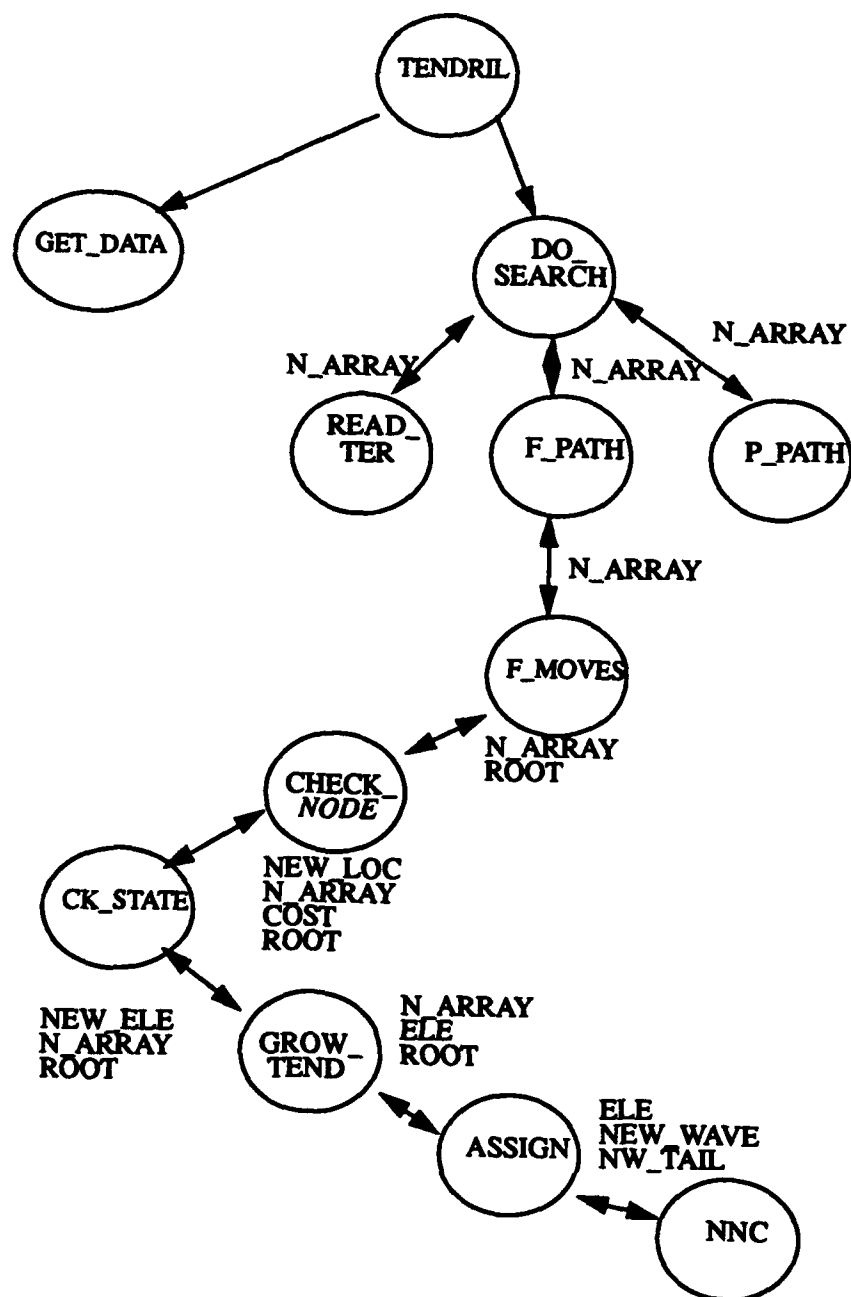 TENDRIL
GET_DATA
DO_
SEARCH
N_ARRAY
N_ARRAY
N_ARRAY
READ_
TER
F_PATH
P_PATH
N_ARRAY
F_MOVES
N_ARRAY
ROOT
CHECK_
NODE
NEW_LOC
N_ARRAY
COST
ROOT
CK_STATE
NEW_ELE
N_ARRAY
ROOT
GROW_
TEND
N_ARRAY
ELE
ROOT
ASSIGN
ELE
NEW_WAVE
NW_TAIL
NNC